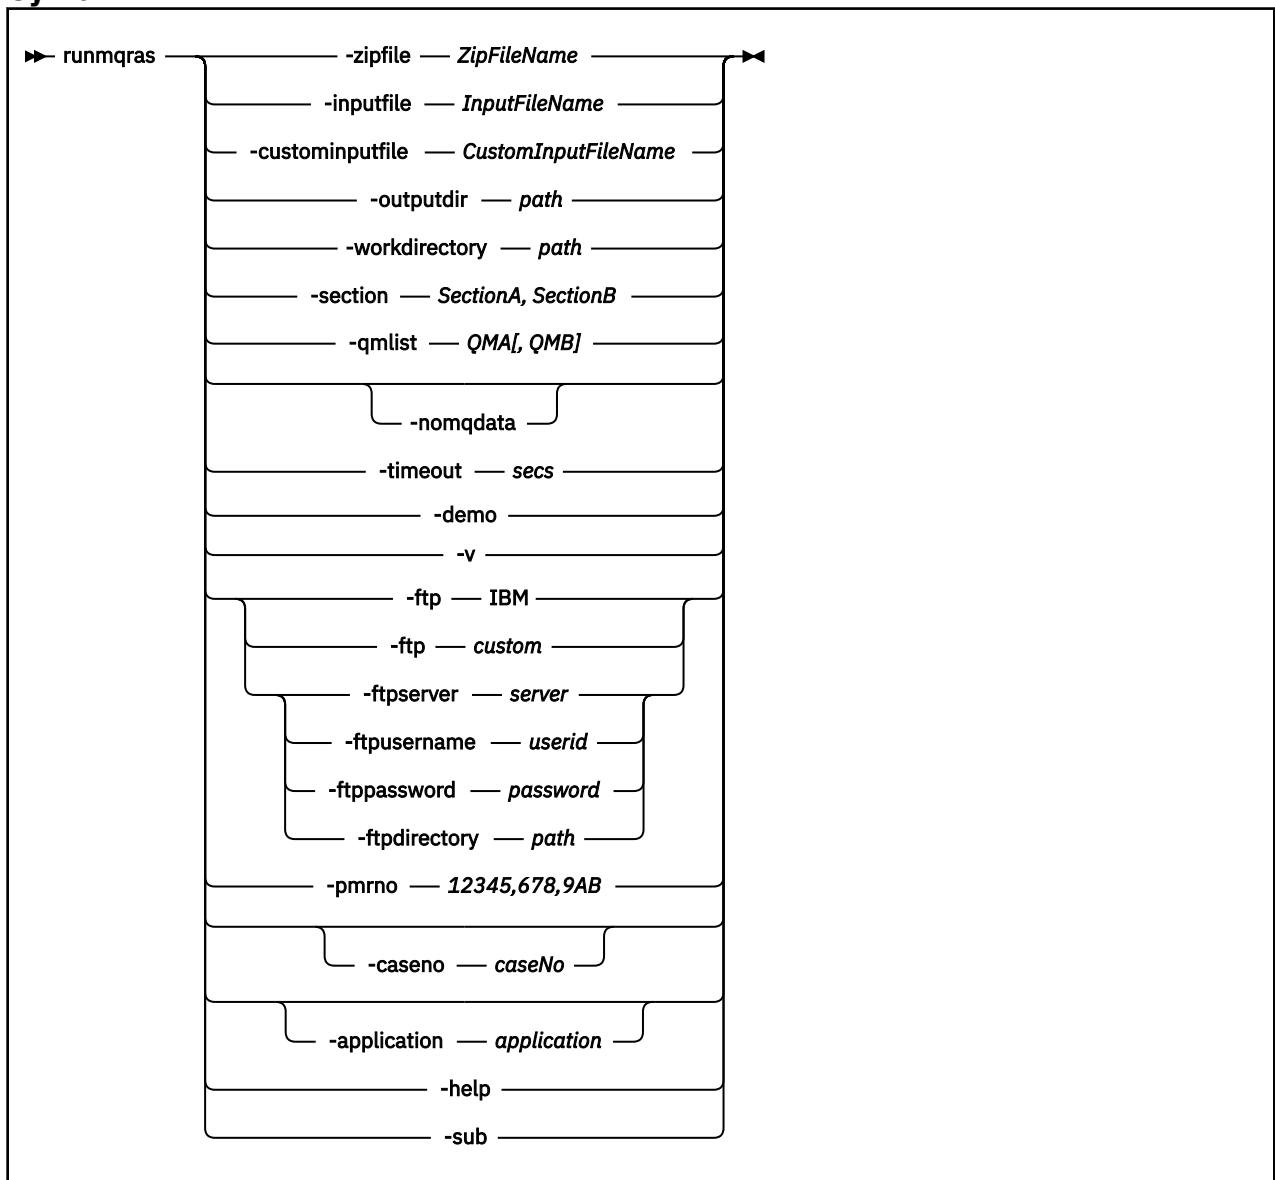 runmqras -zipfile ZipFileName
-inputfile InputFileName
-custominputfile CustomInputFileName
-outputdir path
-workdirectory path
-section SectionA, SectionB
-qmlist QMA[, QMB]
-nomqdata
-timeout secs
-demo
-v
-ftp IBM
-ftp custom
-ftpserver server
-ftpusername userid
-ftppassword password
-ftpdirectory path
-pmrno 12345,678,9AB
-caseno caseNo
-application application
-help
-sub